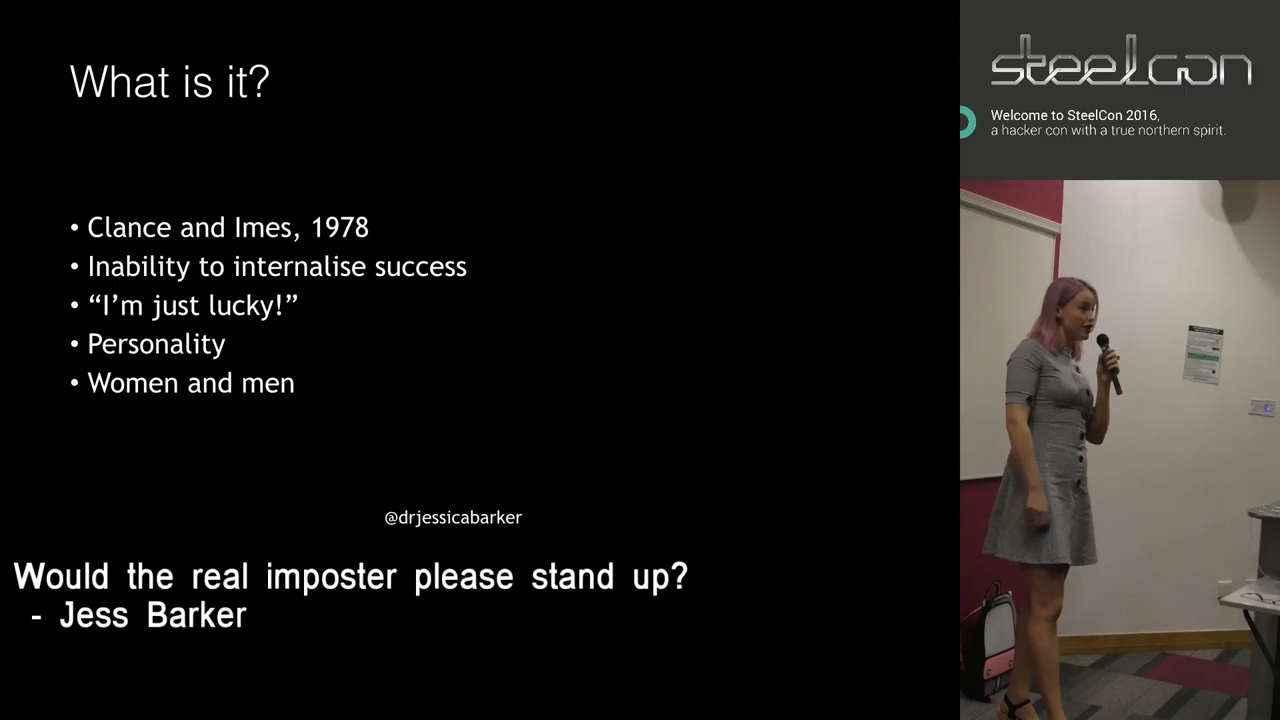 What is it?
• Clance and Imes, 1978
• Inability to internalise success
• “I’m just lucky!”
• Personality
• Women and men
@drjessicabarker
Would the real imposter please stand up?
- Jess Barker
steelcon
Welcome to SteelCon 2016,
a hacker con with a true northern spirit.